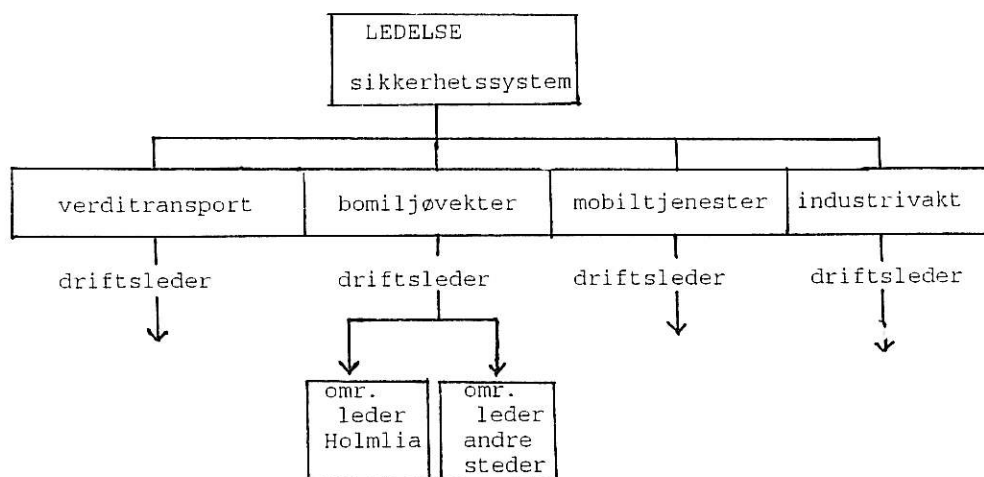 LEDELSE
sikkerhetssystem
verditransport
bomiljøvekter
mobiltjenester
industrivakt
driftsleder
driftsleder
driftsleder
driftsleder
omr.
leder
Holmlia
omr.
leder
andre
steder